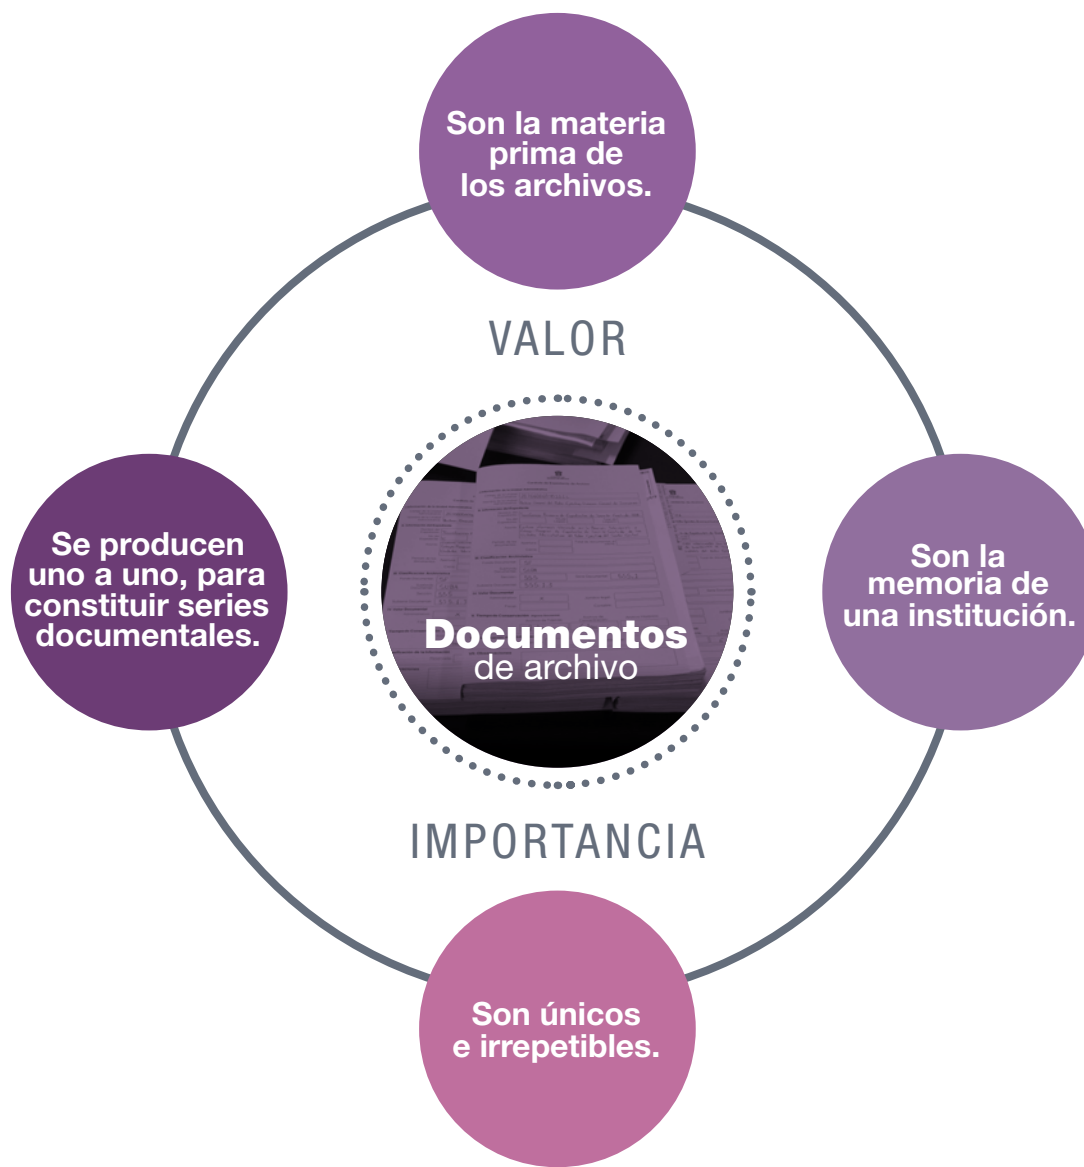 Son la materia
prima de
los archivos.
VALOR
Se producen
uno a uno, para
constituir series
documentales.
Documentos
de archivo
Son la
memoria de
una institución.
IMPORTANCIA
Son únicos
e irrepetibles.